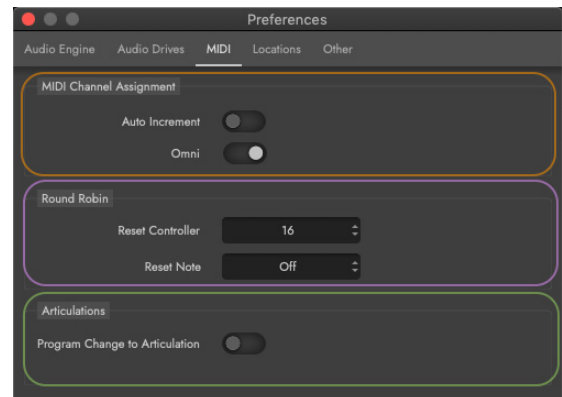 Preferences
Audio Engine Audio Drives MIDI Locations Other
MIDI Channel Assignment
Auto Increment
Omni
Round Robin
Reset Controller 16
Reset Note Off
Articulations
Program Change to Articulation